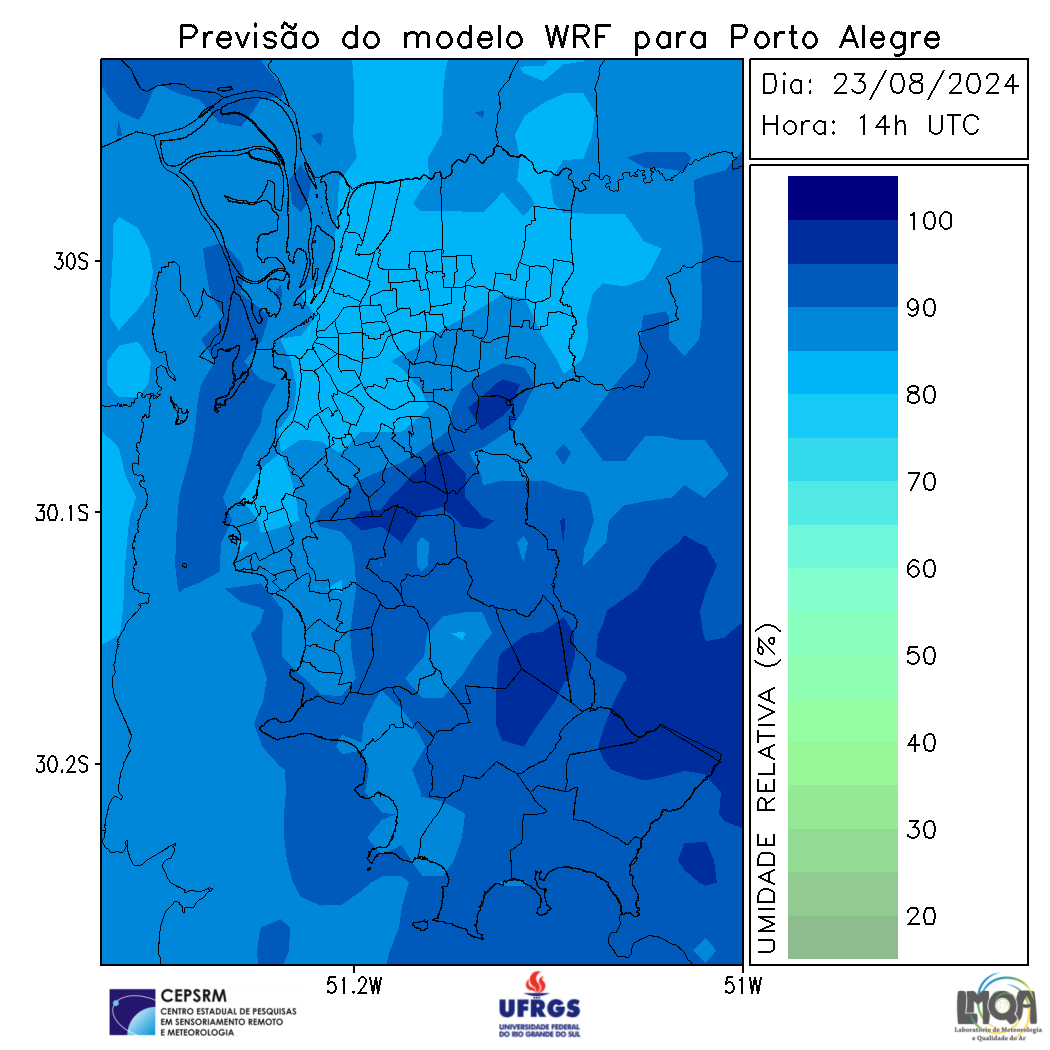 Previsão do modelo WRF para Porto Alegre
Dia: 23/08/2024
Hora: 14h UTC
30S
30.1S
30.2S
51.2W
51W
100
90
80
70
60
50
40
30
20
UMIDADE RELATIVA (%)
CEPSRM
CENTRO ESTADUAL DE PESQUISAS
EM SENSORIAMENTO REMOTO
E METEOROLOGIA
UFRGS
UNIVERSIDADE FEDERAL
DO RIO GRANDE DO SUL
LMQA
Laboratório de Meteorologia
e Qualidade do Ar